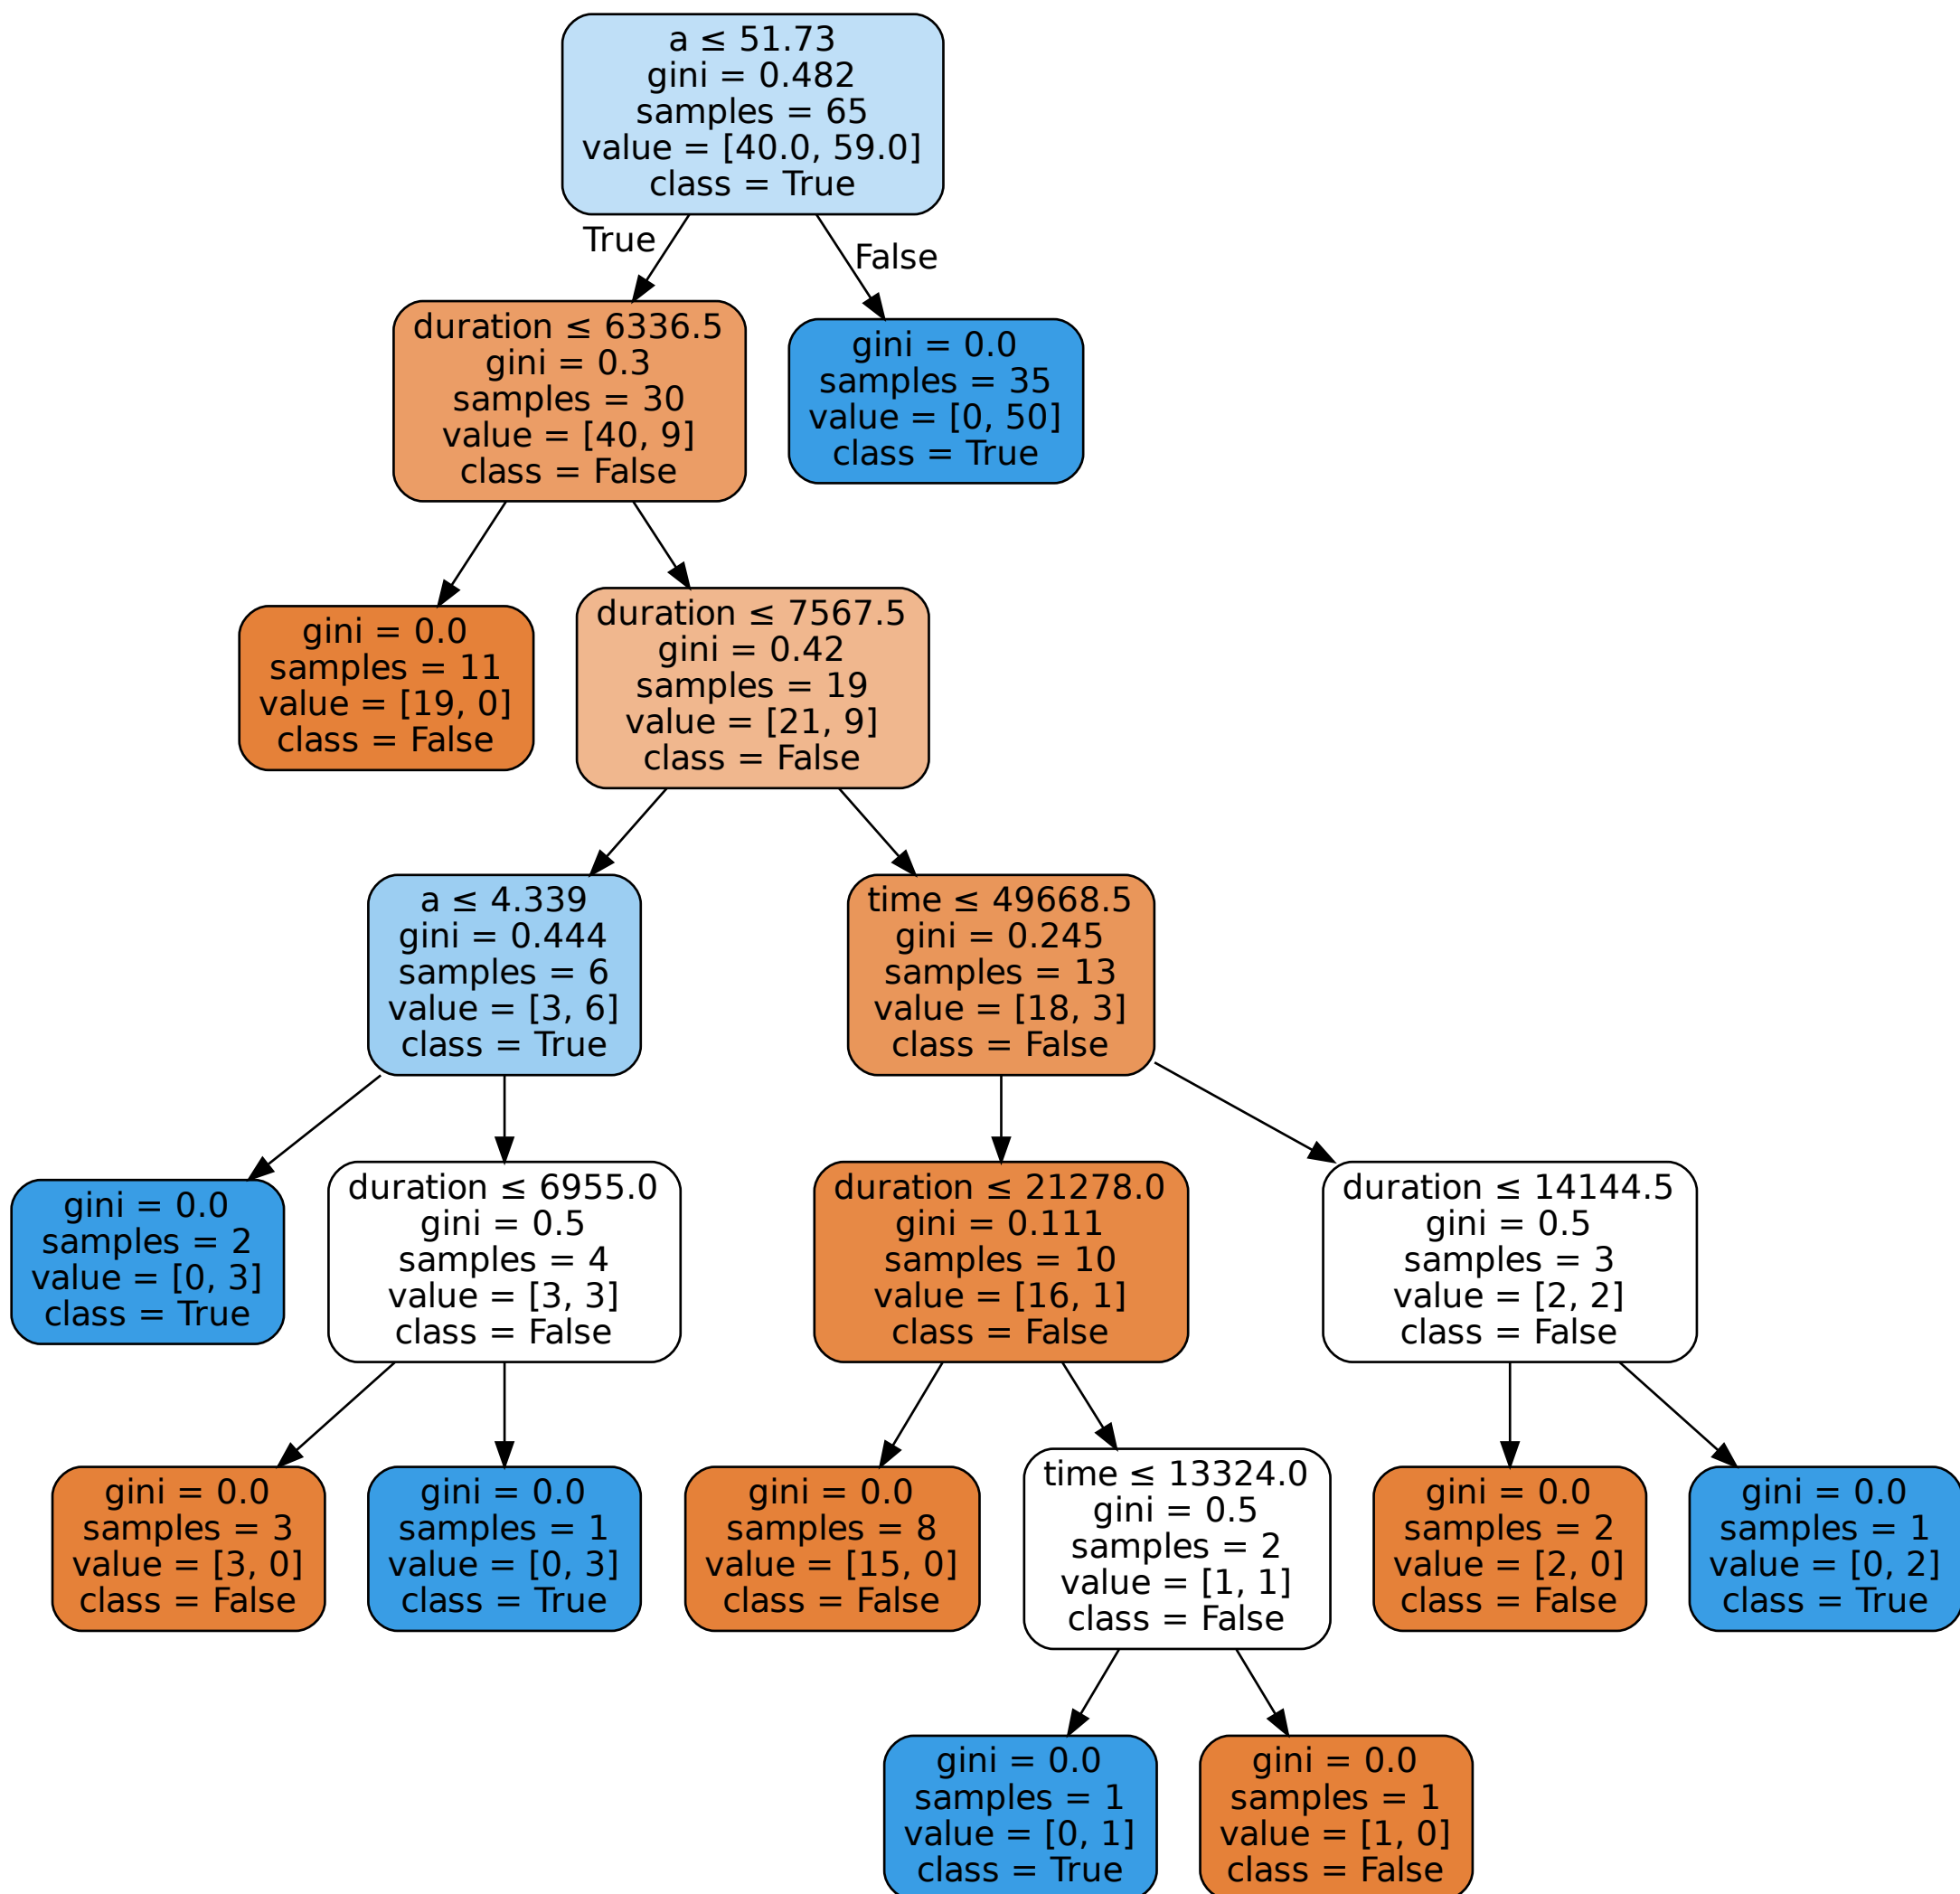 a ≤ 51.73
gini = 0.482
samples = 65
value = [40.0, 59.0]
class = True
True
False
duration ≤ 6336.5
gini = 0.3
samples = 30
value = [40, 9]
class = False
gini = 0.0
samples = 35
value = [0, 50]
class = True
gini = 0.0
samples = 11
value = [19, 0]
class = False
duration ≤ 7567.5
gini = 0.42
samples = 19
value = [21, 9]
class = False
a ≤ 4.339
gini = 0.444
samples = 6
value = [3, 6]
class = True
time ≤ 49668.5
gini = 0.245
samples = 13
value = [18, 3]
class = False
gini = 0.0
samples = 2
value = [0, 3]
class = True
duration ≤ 6955.0
gini = 0.5
samples = 4
value = [3, 3]
class = False
duration ≤ 21278.0
gini = 0.111
samples = 10
value = [16, 1]
class = False
duration ≤ 14144.5
gini = 0.5
samples = 3
value = [2, 2]
class = False
gini = 0.0
samples = 3
value = [3, 0]
class = False
gini = 0.0
samples = 1
value = [0, 3]
class = True
gini = 0.0
samples = 8
value = [15, 0]
class = False
time ≤ 13324.0
gini = 0.5
samples = 2
value = [1, 1]
class = False
gini = 0.0
samples = 2
value = [2, 0]
class = False
gini = 0.0
samples = 1
value = [0, 2]
class = True
gini = 0.0
samples = 1
value = [0, 1]
class = True
gini = 0.0
samples = 1
value = [1, 0]
class = False